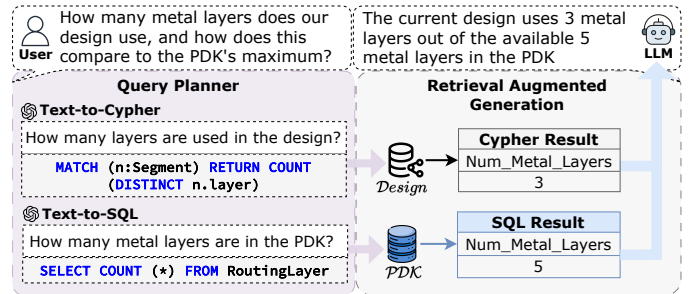 How many metal layers does our
design use, and how does this
compare to the PDK's maximum?
User
The current design uses 3 metal
layers out of the available 5
metal layers in the PDK
LLM
Query Planner
Text-to-Cypher
How many layers are used in the design?
MATCH (n:Segment) RETURN COUNT
(DISTINCT n.layer)
Text-to-SQL
How many metal layers are in the PDK?
SELECT COUNT (*) FROM RoutingLayer
Retrieval Augmented
Generation
Design
Cypher Result
Num_Metal_Layers
3
PDK
SQL Result
Num_Metal_Layers
5